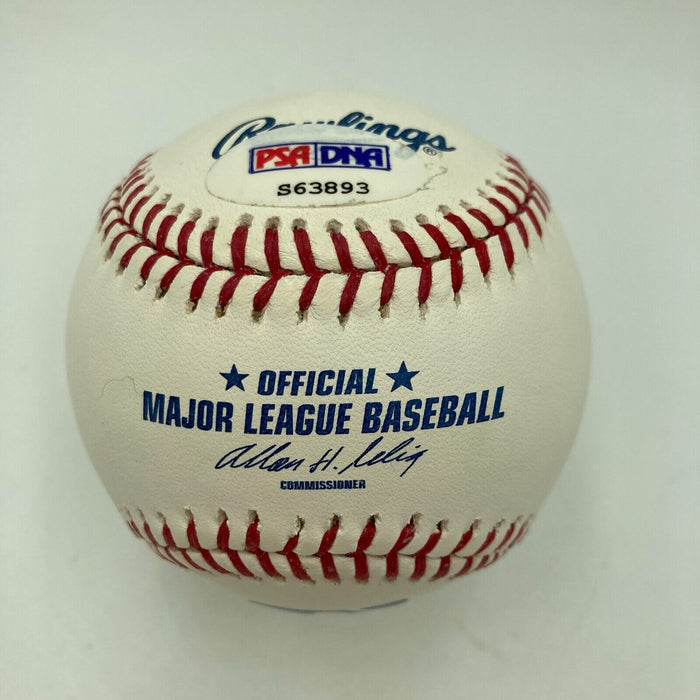 Rawlings®
PSA DNA
S63893
★ OFFICIAL ★
MAJOR LEAGUE BASEBALL
Allan H. Selig
COMMISSIONER